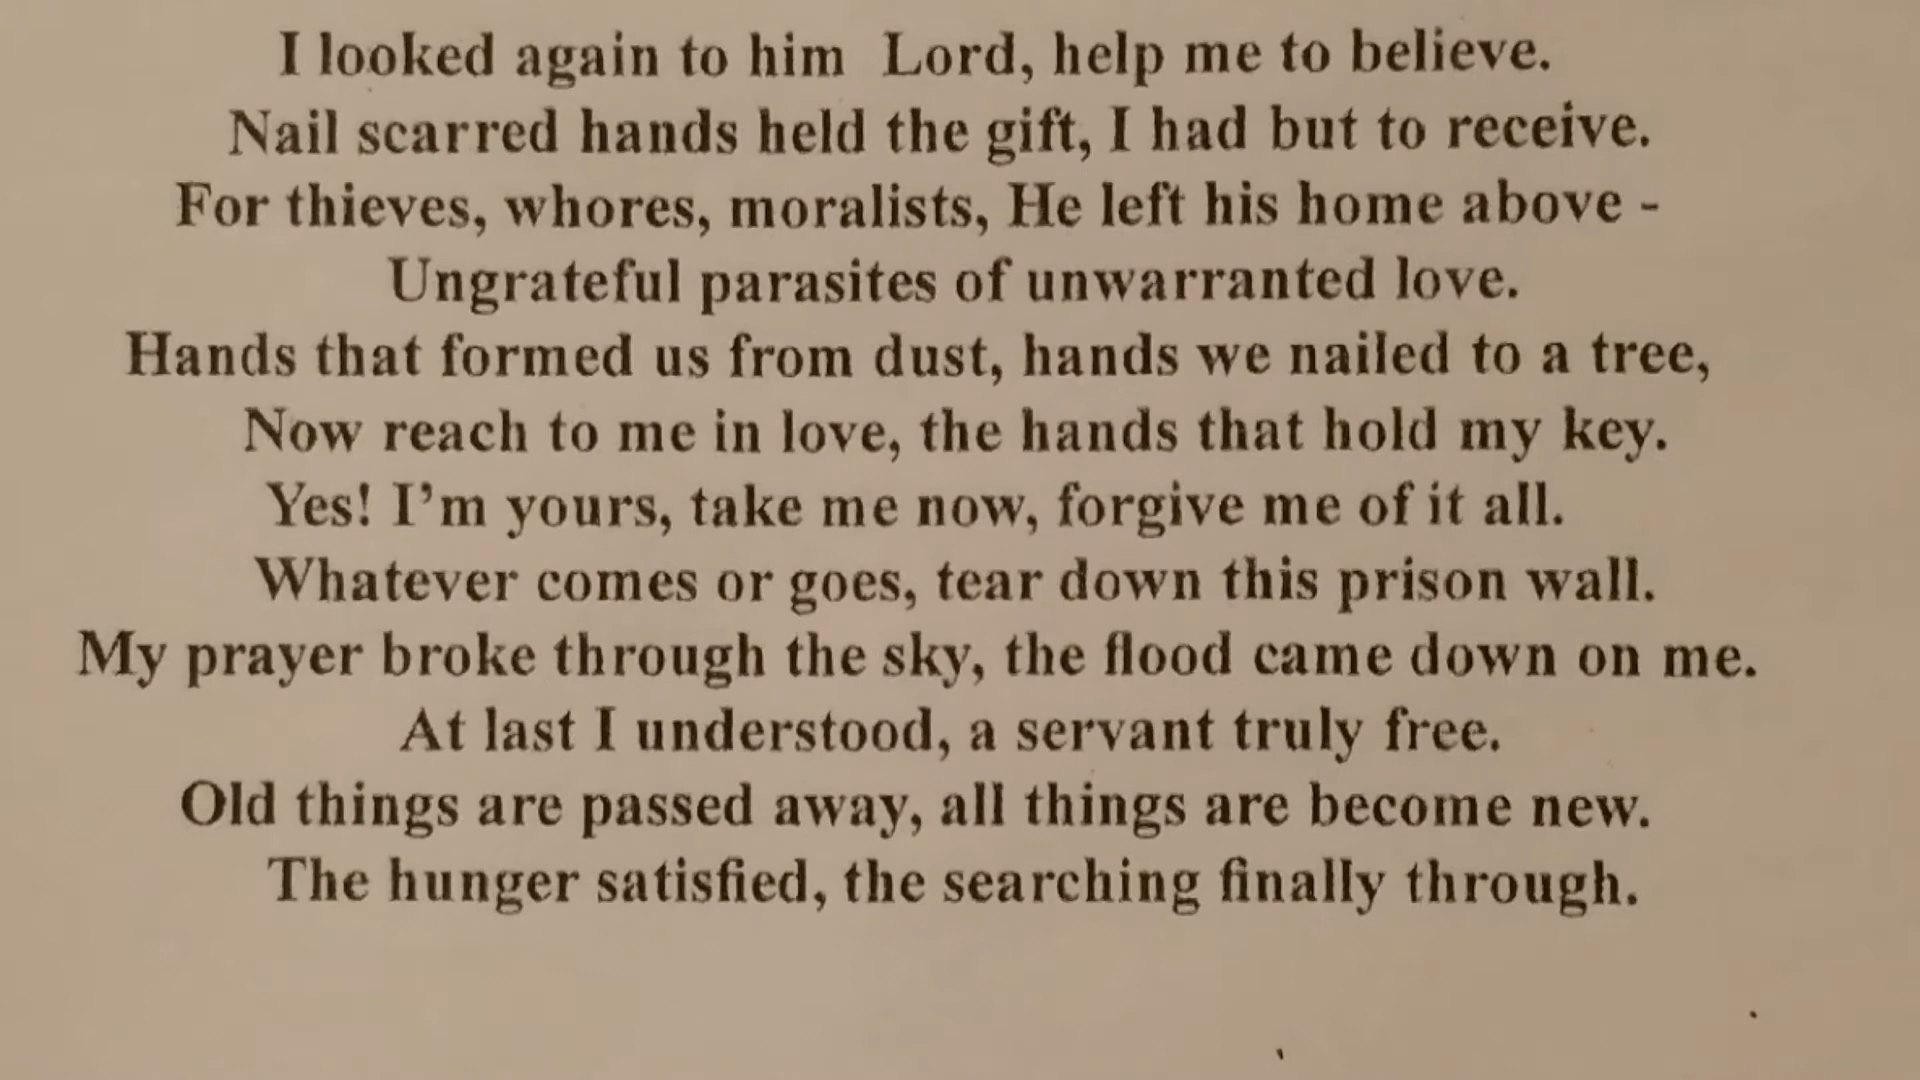 I looked again to him  Lord, help me to believe.
Nail scarred hands held the gift, I had but to receive.
For thieves, whores, moralists, He left his home above -
Ungrateful parasites of unwarranted love.
Hands that formed us from dust, hands we nailed to a tree,
Now reach to me in love, the hands that hold my key.
Yes! I’m yours, take me now, forgive me of it all.
Whatever comes or goes, tear down this prison wall.
My prayer broke through the sky, the flood came down on me.
At last I understood, a servant truly free.
Old things are passed away, all things are become new.
The hunger satisfied, the searching finally through.